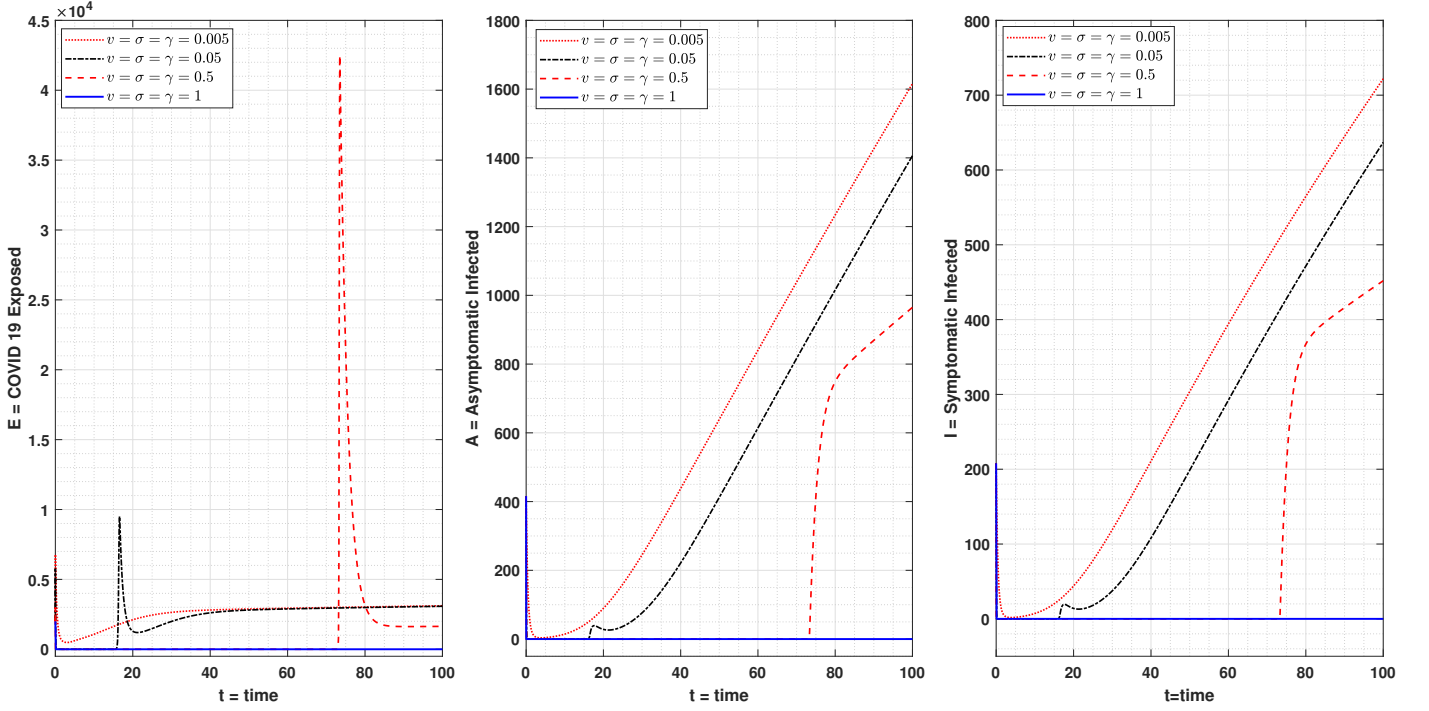 ×10⁴
4.5
4
3.5
3
2.5
2
1.5
1
0.5
0
E = COVID 19 Exposed
v = σ = γ = 0.005
v = σ = γ = 0.05
v = σ = γ = 0.5
v = σ = γ = 1
0 20 40 60 80 100
t = time
1800
1600
1400
1200
1000
800
600
400
200
0
A = Asymptomatic Infected
v = σ = γ = 0.005
v = σ = γ = 0.05
v = σ = γ = 0.5
v = σ = γ = 1
0 20 40 60 80 100
t = time
800
700
600
500
400
300
200
100
0
I = Symptomatic Infected
v = σ = γ = 0.005
v = σ = γ = 0.05
v = σ = γ = 0.5
v = σ = γ = 1
0 20 40 60 80 100
t=time